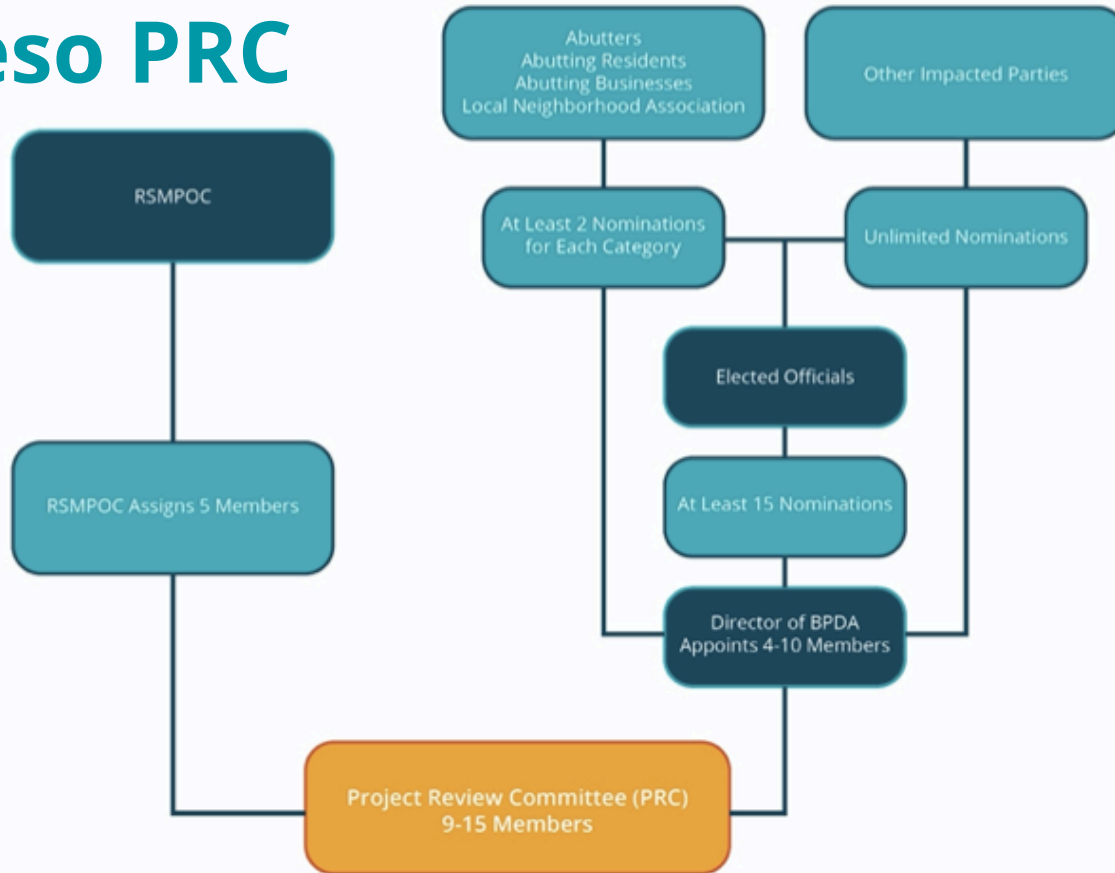 eso PRC
RSMPOC
RSMPOC Assigns 5 Members
Abutters
Abutting Residents
Abutting Businesses
Local Neighborhood Association
Other Impacted Parties
At Least 2 Nominations
for Each Category
Unlimited Nominations
Elected Officials
At Least 15 Nominations
Director of BPDA
Appoints 4-10 Members
Project Review Committee (PRC)
9-15 Members